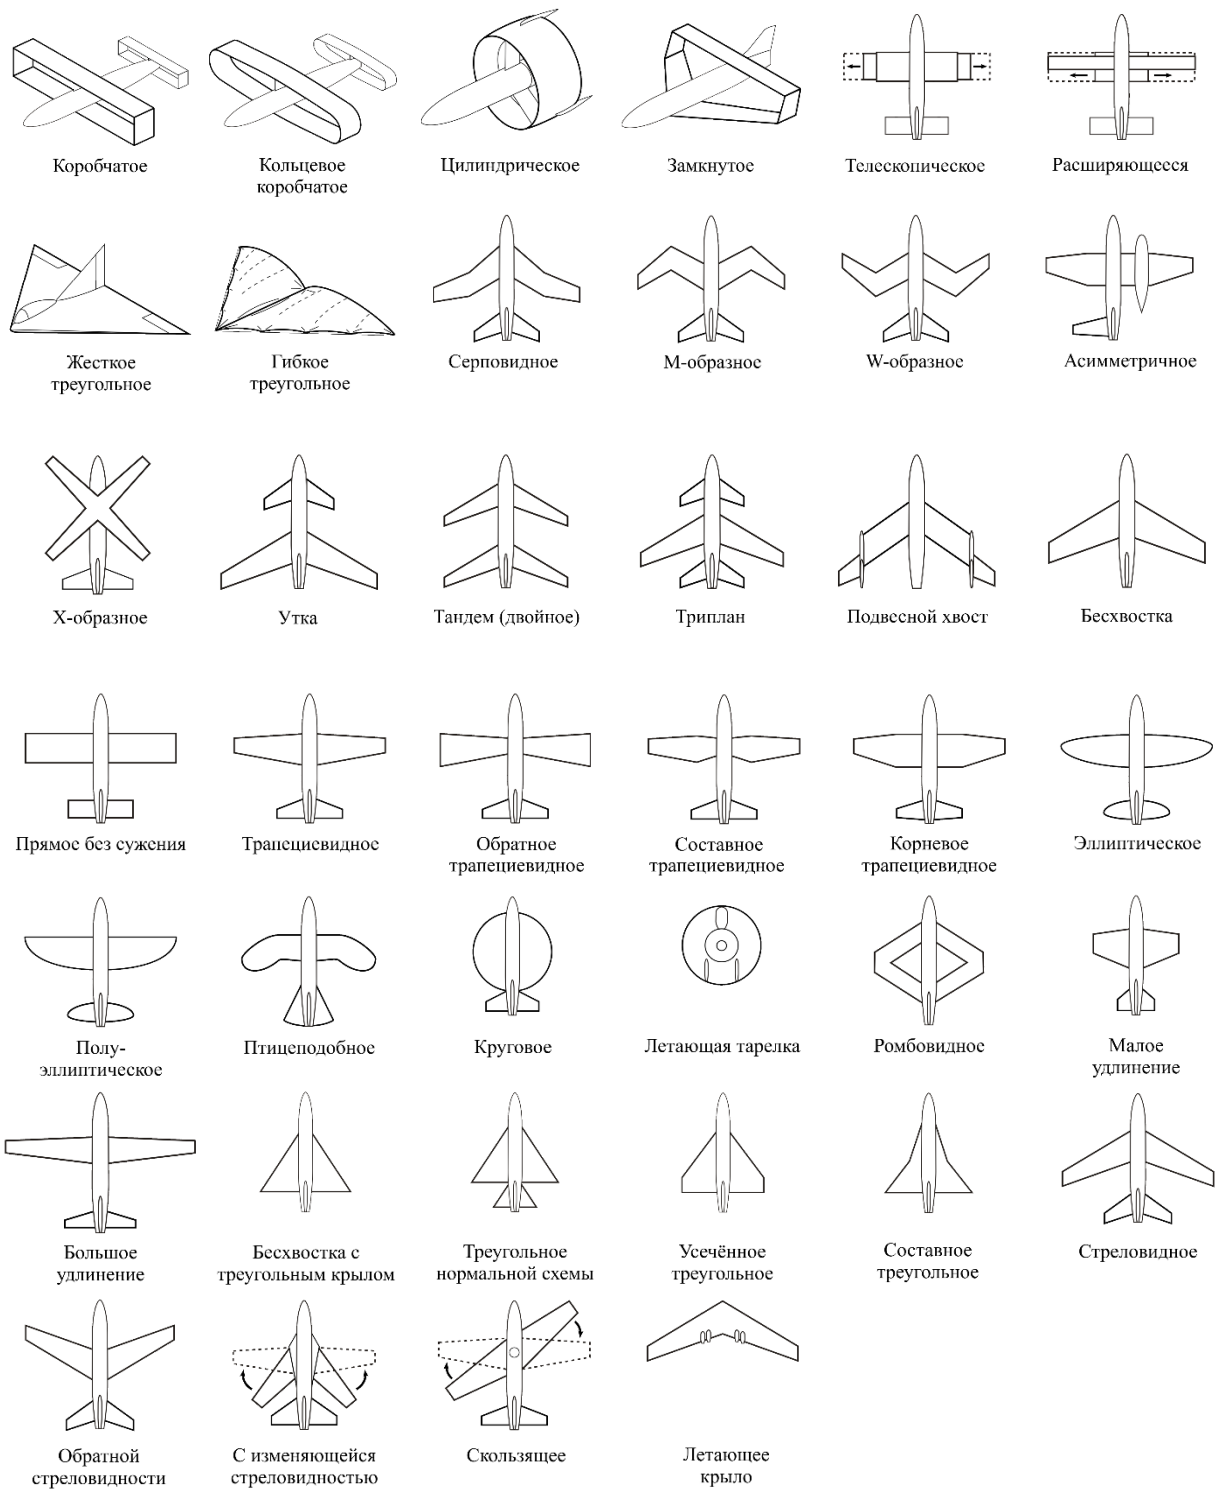 Коробчатое
Кольцевое
коробчатое
Цилиндрическое
Замкнутое
Телескопическое
Расширяющееся
Жесткое
треугольное
Гибкое
треугольное
Серповидное
М-образное
W-образное
Асимметричное
Х-образное
Утка
Тандем (двойное)
Триплан
Подвесной хвост
Бесхвостка
Прямое без сужения
Трапециевидное
Обратное
трапециевидное
Составное
трапециевидное
Корневое
трапециевидное
Эллиптическое
Полу-
эллиптическое
Птицеподобное
Круговое
Летающая тарелка
Ромбовидное
Малое
удлинение
Большое
удлинение
Бесхвостка с
треугольным крылом
Треугольное
нормальной схемы
Усечённое
треугольное
Составное
треугольное
Стреловидное
Обратной
стреловидности
С изменяющейся
стреловидностью
Скользящее
Летающее
крыло